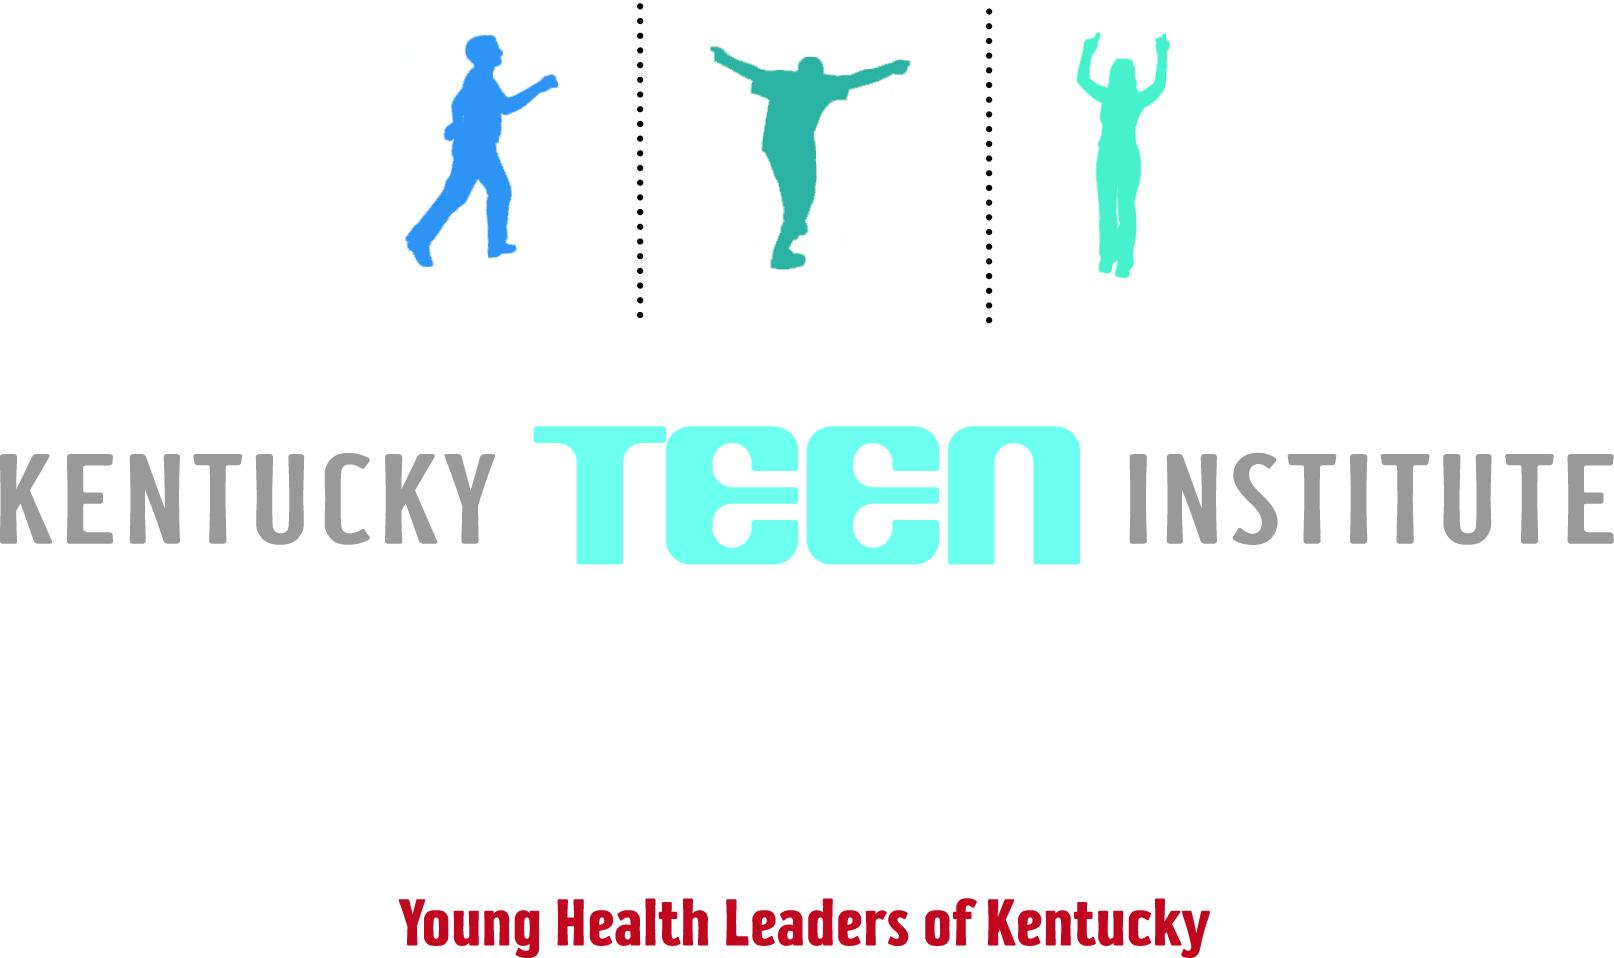 KENTUCKY TEEN INSTITUTE
Young Health Leaders of Kentucky